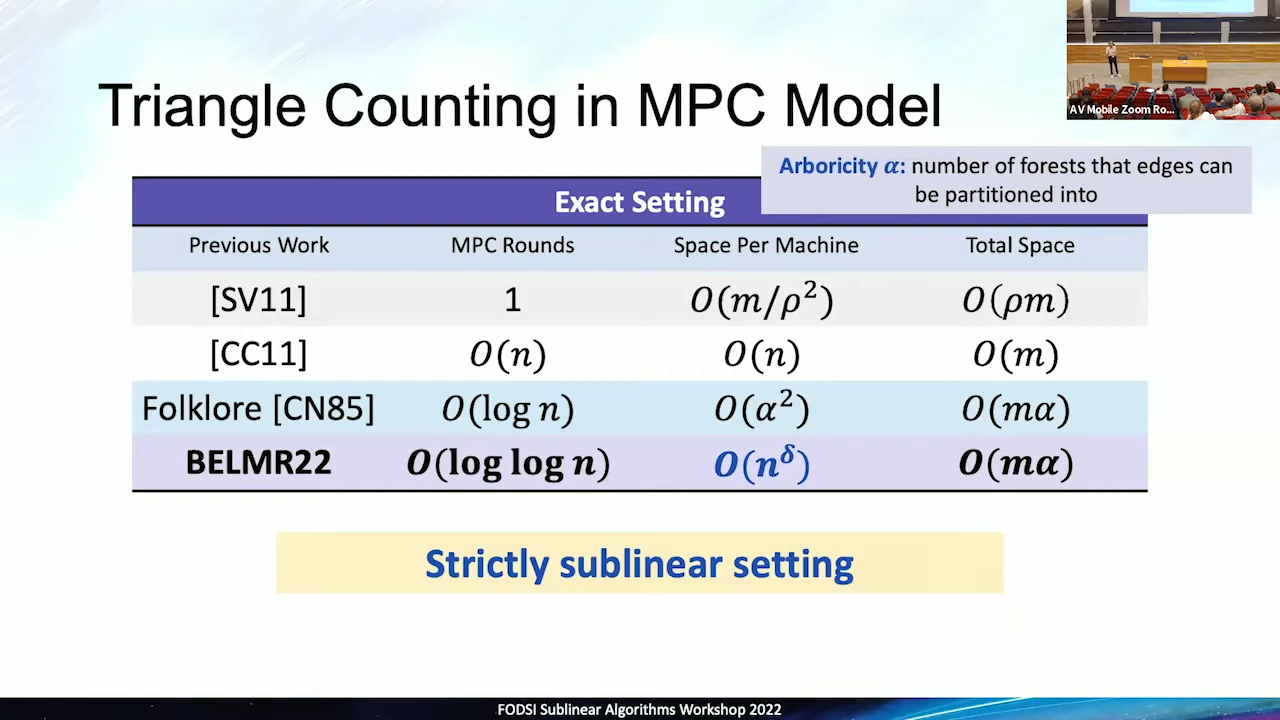 Triangle Counting in MPC Model
AV Mobile Zoom Ro...
Arboricity α: number of forests that edges can
be partitioned into
Exact Setting
Previous Work MPC Rounds Space Per Machine Total Space
[SV11] 1 O(m/ρ²) O(ρm)
[CC11] O(n) O(n) O(m)
Folklore [CN85] O(log n) O(α²) O(mα)
BELMR22 O(log log n) O(n^δ) O(mα)
Strictly sublinear setting
FODSI Sublinear Algorithms Workshop 2022